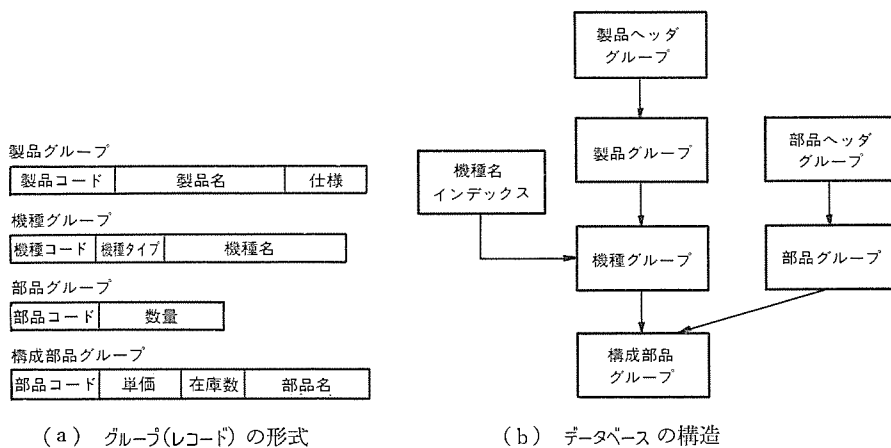 製品グループ
製品コード 製品名 仕様
機種グループ
機種コード 機種タイプ 機種名
部品グループ
部品コード 数量
構成部品グループ
部品コード 単価 在庫数 部品名
(a) グループ(レコード)の形式
製品ヘッダ
グループ
製品グループ
部品ヘッダ
グループ
機種名
インデックス
機種グループ
部品グループ
構成部品
グループ
(b) データベースの構造